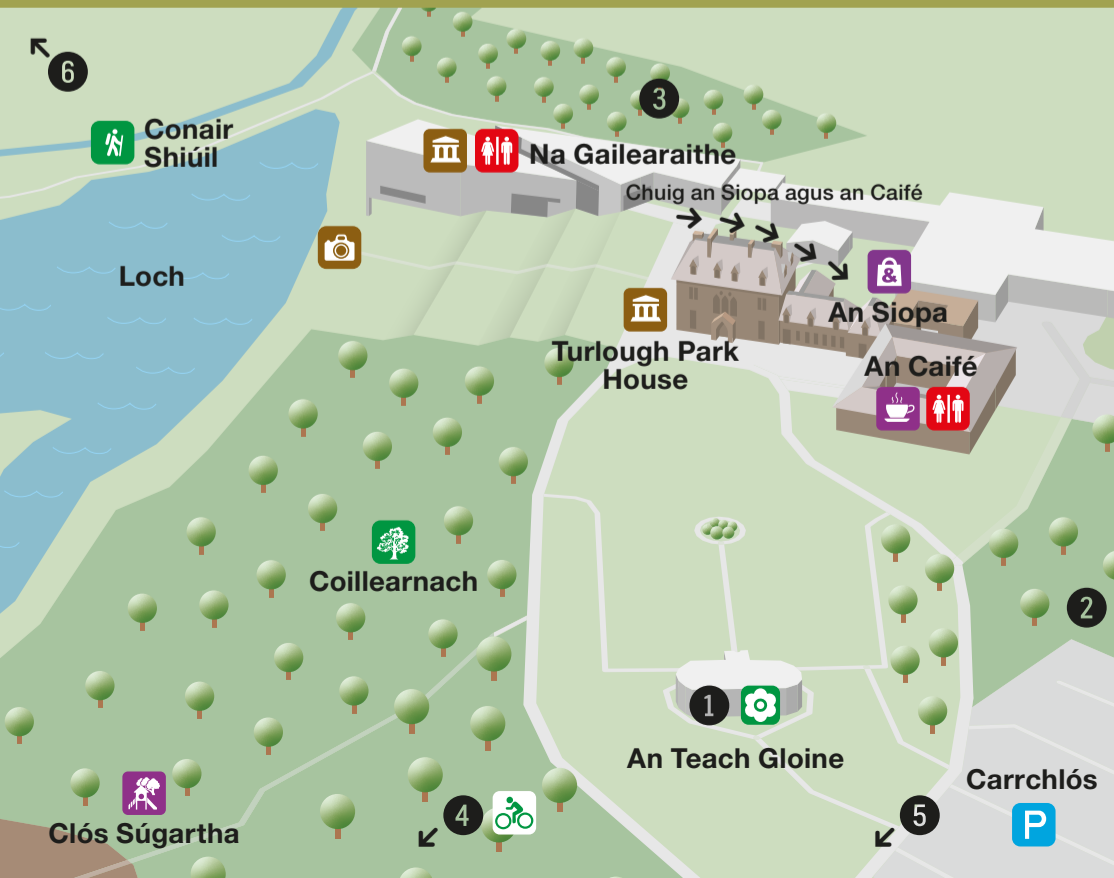 6
Conair
Shiúil
3
Na Gailearaithe
Chuig an Siopa agus an Caifé
Loch
&
An Siopa
Turlough Park
House
An Caifé
Coillearnach
2
1
An Teach Gloine
Carrchlós
P
Clós Súgartha
4
5